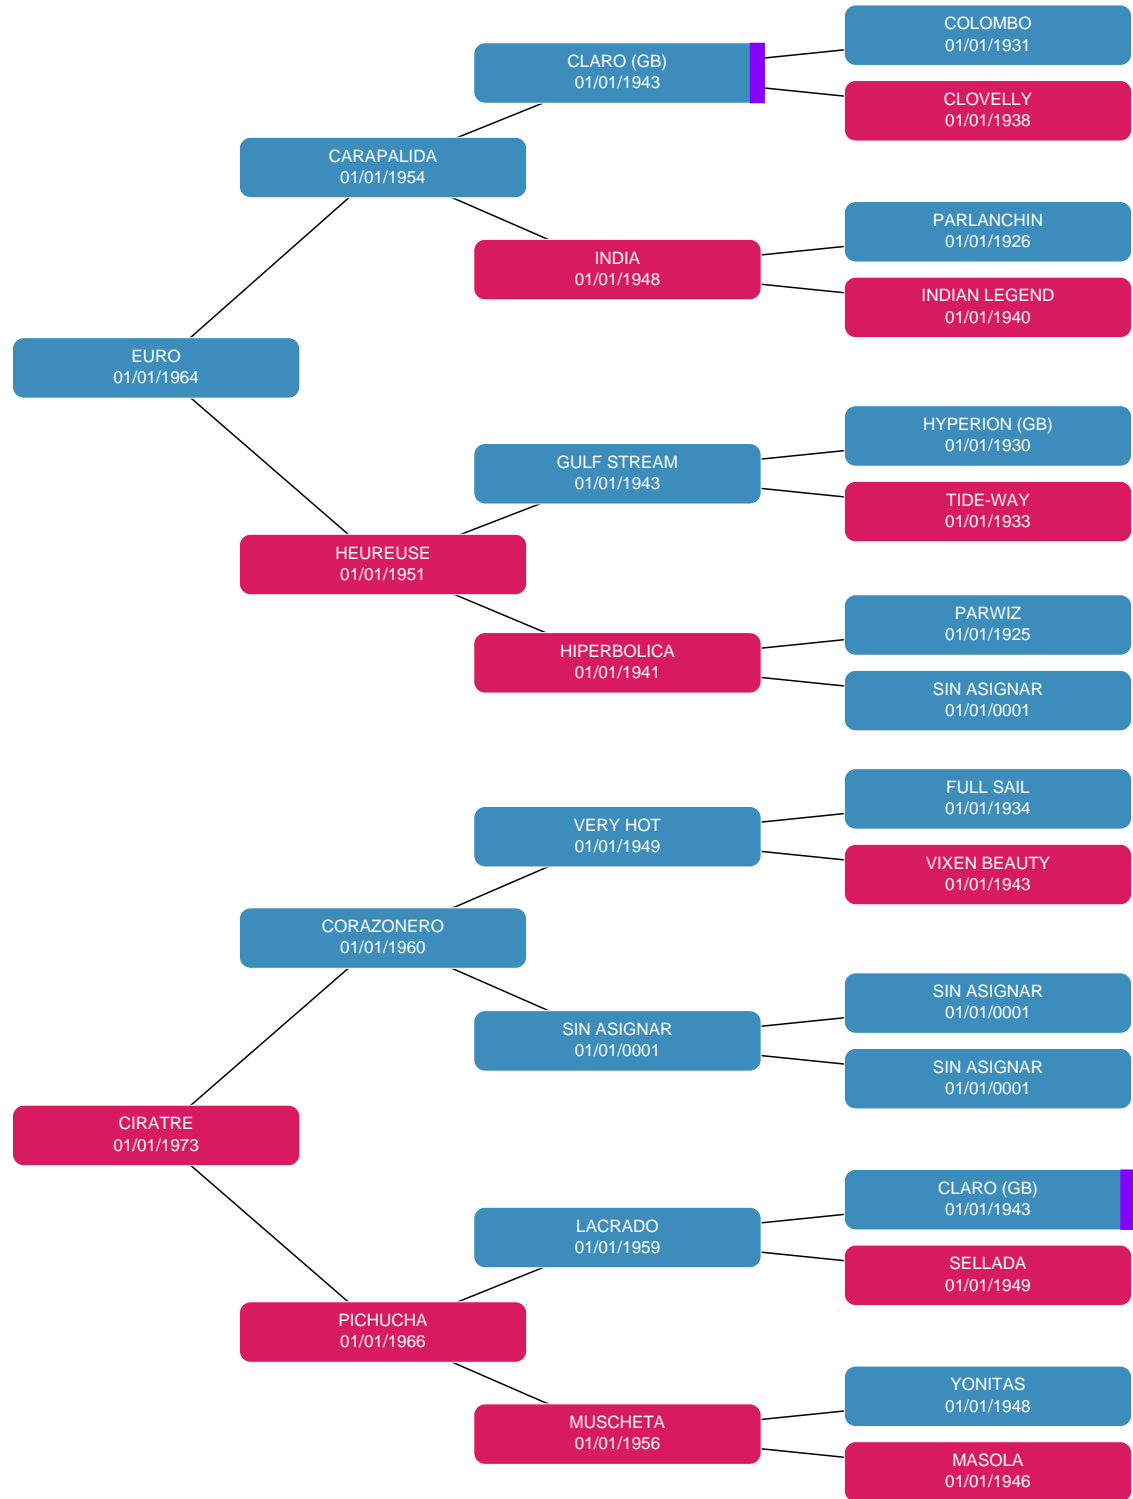 COLOMBO
01/01/1931
CLARO (GB)
01/01/1943
CLOVELLY
01/01/1938
CARAPALIDA
01/01/1954
PARLANCHIN
01/01/1926
INDIA
01/01/1948
INDIAN LEGEND
01/01/1940
EURO
01/01/1964
HYPERION (GB)
01/01/1930
GULF STREAM
01/01/1943
TIDE-WAY
01/01/1933
HEUREUSE
01/01/1951
PARWIZ
01/01/1925
HIPERBOLICA
01/01/1941
SIN ASIGNAR
01/01/0001
FULL SAIL
01/01/1934
VERY HOT
01/01/1949
VIXEN BEAUTY
01/01/1943
CORAZONERO
01/01/1960
SIN ASIGNAR
01/01/0001
SIN ASIGNAR
01/01/0001
SIN ASIGNAR
01/01/0001
CIRATRE
01/01/1973
CLARO (GB)
01/01/1943
LACRADO
01/01/1959
SELLADA
01/01/1949
PICHUCHA
01/01/1966
YONITAS
01/01/1948
MUSCHETA
01/01/1956
MASOLA
01/01/1946